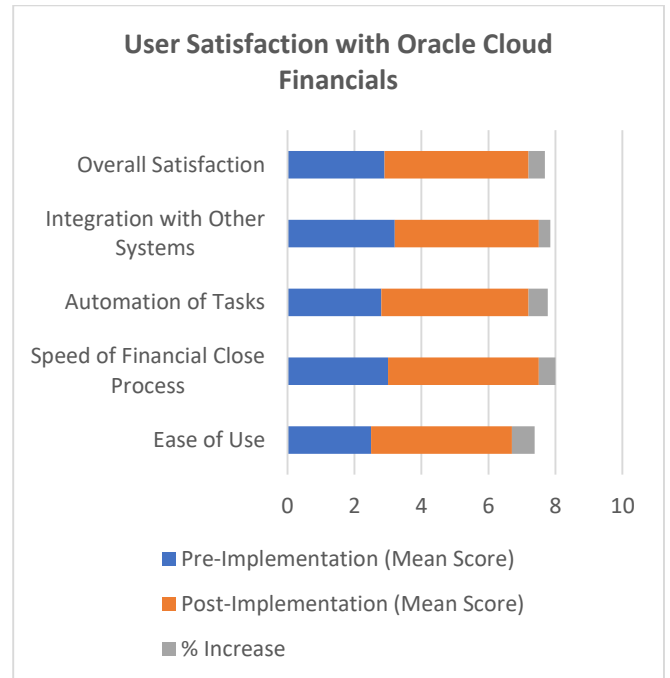 User Satisfaction with Oracle Cloud
Financials
Overall Satisfaction
Integration with Other
Systems
Automation of Tasks
Speed of Financial Close
Process
Ease of Use
0 2 4 6 8 10
Pre-Implementation (Mean Score)
Post-Implementation (Mean Score)
% Increase